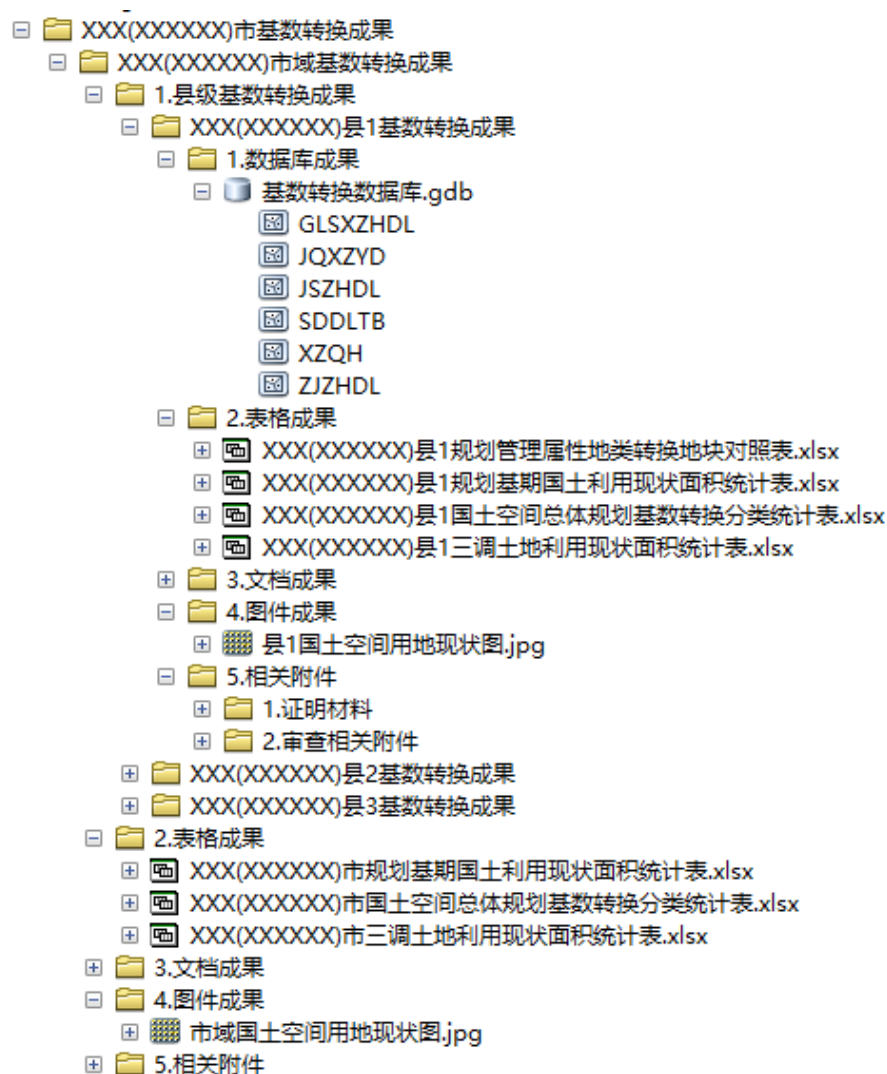 XXX(XXXXXX)市基数转换成果
XXX(XXXXXX)市域基数转换成果
1.县级基数转换成果
XXX(XXXXXX)县1基数转换成果
1.数据库成果
基数转换数据库.gdb
GLSXZHDL
JQXZYD
JSZHDL
SDDLTB
XZQH
ZJZHDL
2.表格成果
XXX(XXXXXX)县1规划管理属性地类转换地块对照表.xlsx
XXX(XXXXXX)县1规划基期国土利用现状面积统计表.xlsx
XXX(XXXXXX)县1国土空间总体规划基数转换分类统计表.xlsx
XXX(XXXXXX)县1三调土地利用现状面积统计表.xlsx
3.文档成果
4.图件成果
县1国土空间用地现状图.jpg
5.相关附件
1.证明材料
2.审查相关附件
XXX(XXXXXX)县2基数转换成果
XXX(XXXXXX)县3基数转换成果
2.表格成果
XXX(XXXXXX)市规划基期国土利用现状面积统计表.xlsx
XXX(XXXXXX)市国土空间总体规划基数转换分类统计表.xlsx
XXX(XXXXXX)市三调土地利用现状面积统计表.xlsx
3.文档成果
4.图件成果
市域国土空间用地现状图.jpg
5.相关附件